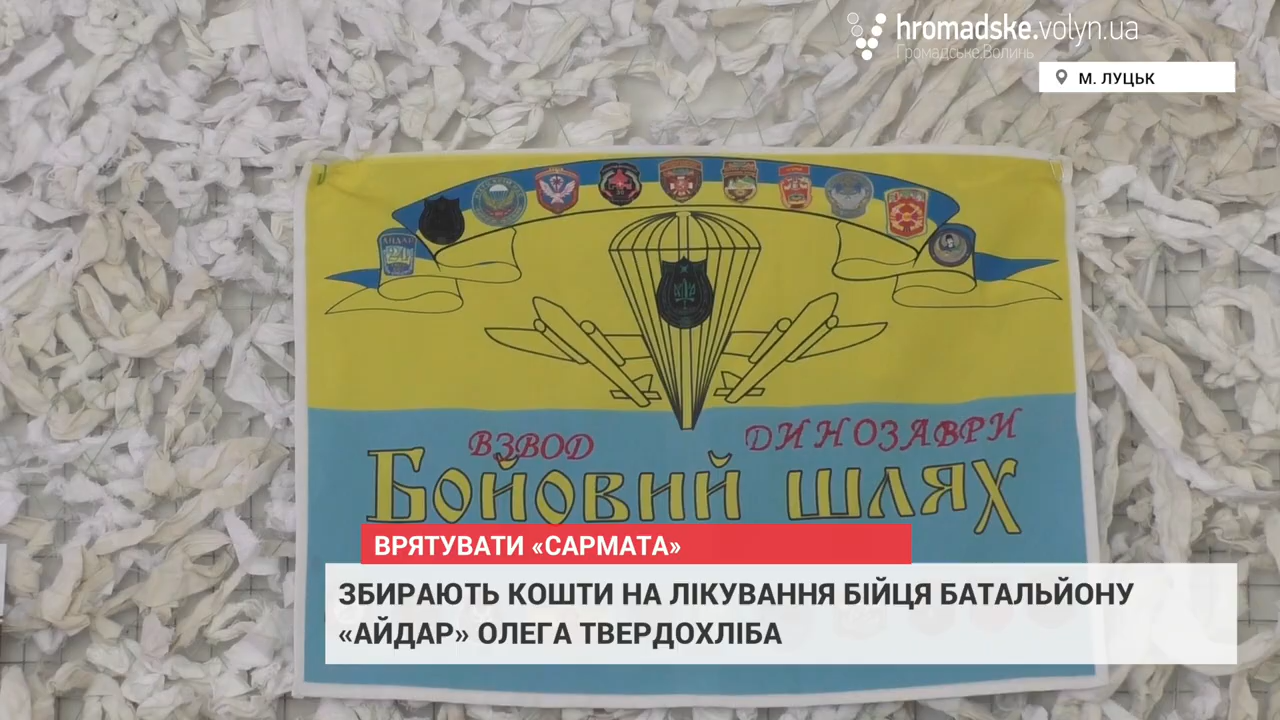 hromadske.volyn.ua
Громадське.Волинь
М. ЛУЦЬК
АЙДАР
ВЗВОД ДИНОЗАВРИ
Бойовий шлях
ВРЯТУВАТИ «САРМАТА»
ЗБИРАЮТЬ КОШТИ НА ЛІКУВАННЯ БІЙЦЯ БАТАЛЬЙОНУ
«АЙДАР» ОЛЕГА ТВЕРДОХЛІБА